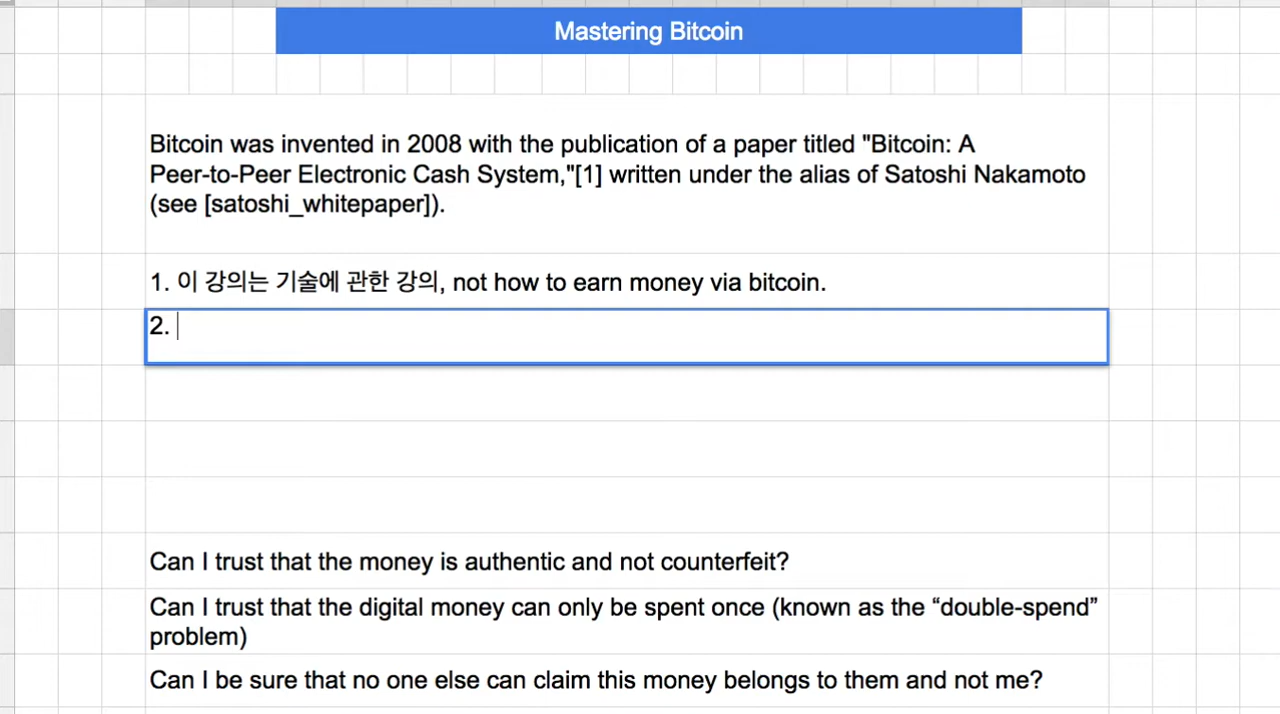 Mastering Bitcoin
Bitcoin was invented in 2008 with the publication of a paper titled "Bitcoin: A
Peer-to-Peer Electronic Cash System,"[1] written under the alias of Satoshi Nakamoto
(see [satoshi_whitepaper]).
1. 이 강의는 기술에 관한 강의, not how to earn money via bitcoin.
2.
Can I trust that the money is authentic and not counterfeit?
Can I trust that the digital money can only be spent once (known as the “double-spend”
problem)
Can I be sure that no one else can claim this money belongs to them and not me?